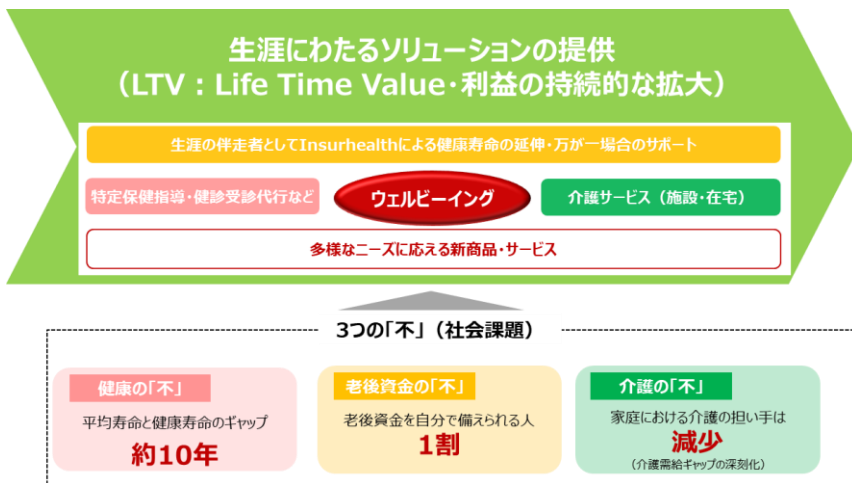 生涯にわたるソリューションの提供
（LTV：Life Time Value・利益の持続的な拡大）
生涯の伴走者としてInsurhealthによる健康寿命の延伸・万が一場合のサポート
特定保健指導・健診受診代行など
ウェルビーイング
介護サービス（施設・在宅）
多様なニーズに応える新商品・サービス
3つの「不」（社会課題）
健康の「不」
平均寿命と健康寿命のギャップ
約10年
老後資金の「不」
老後資金を自分で備えられる人
1割
介護の「不」
家庭における介護の担い手は
減少
（介護需給ギャップの深刻化）